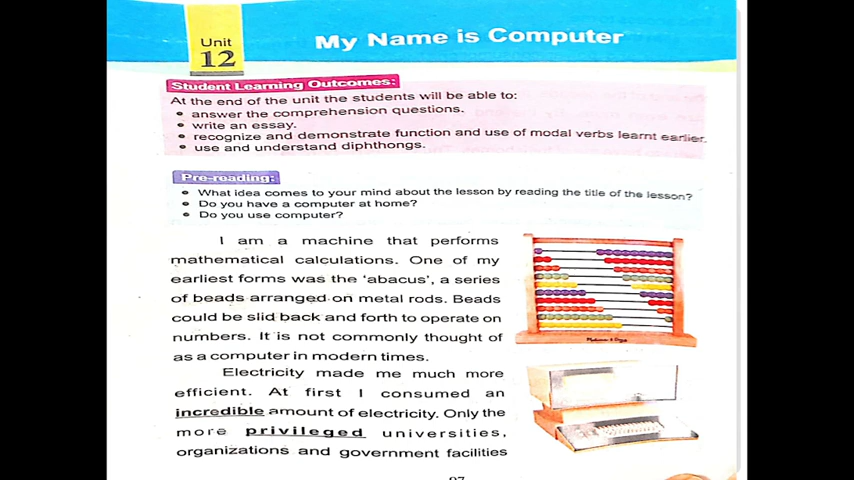 Unit
12
My Name is Computer
Student Learning Outcomes:
At the end of the unit the students will be able to:
• answer the comprehension questions.
• write an essay.
• recognize and demonstrate function and use of modal verbs learnt earlier.
• use and understand diphthongs.
Pre-reading:
• What idea comes to your mind about the lesson by reading the title of the lesson?
• Do you have a computer at home?
• Do you use computer?
I am a machine that performs
mathematical calculations. One of my
earliest forms was the 'abacus', a series
of beads arranged on metal rods. Beads
could be slid back and forth to operate on
numbers. It is not commonly thought of
as a computer in modern times.
Electricity made me much more
efficient. At first I consumed an
incredible amount of electricity. Only the
more privileged universities,
organizations and government facilities